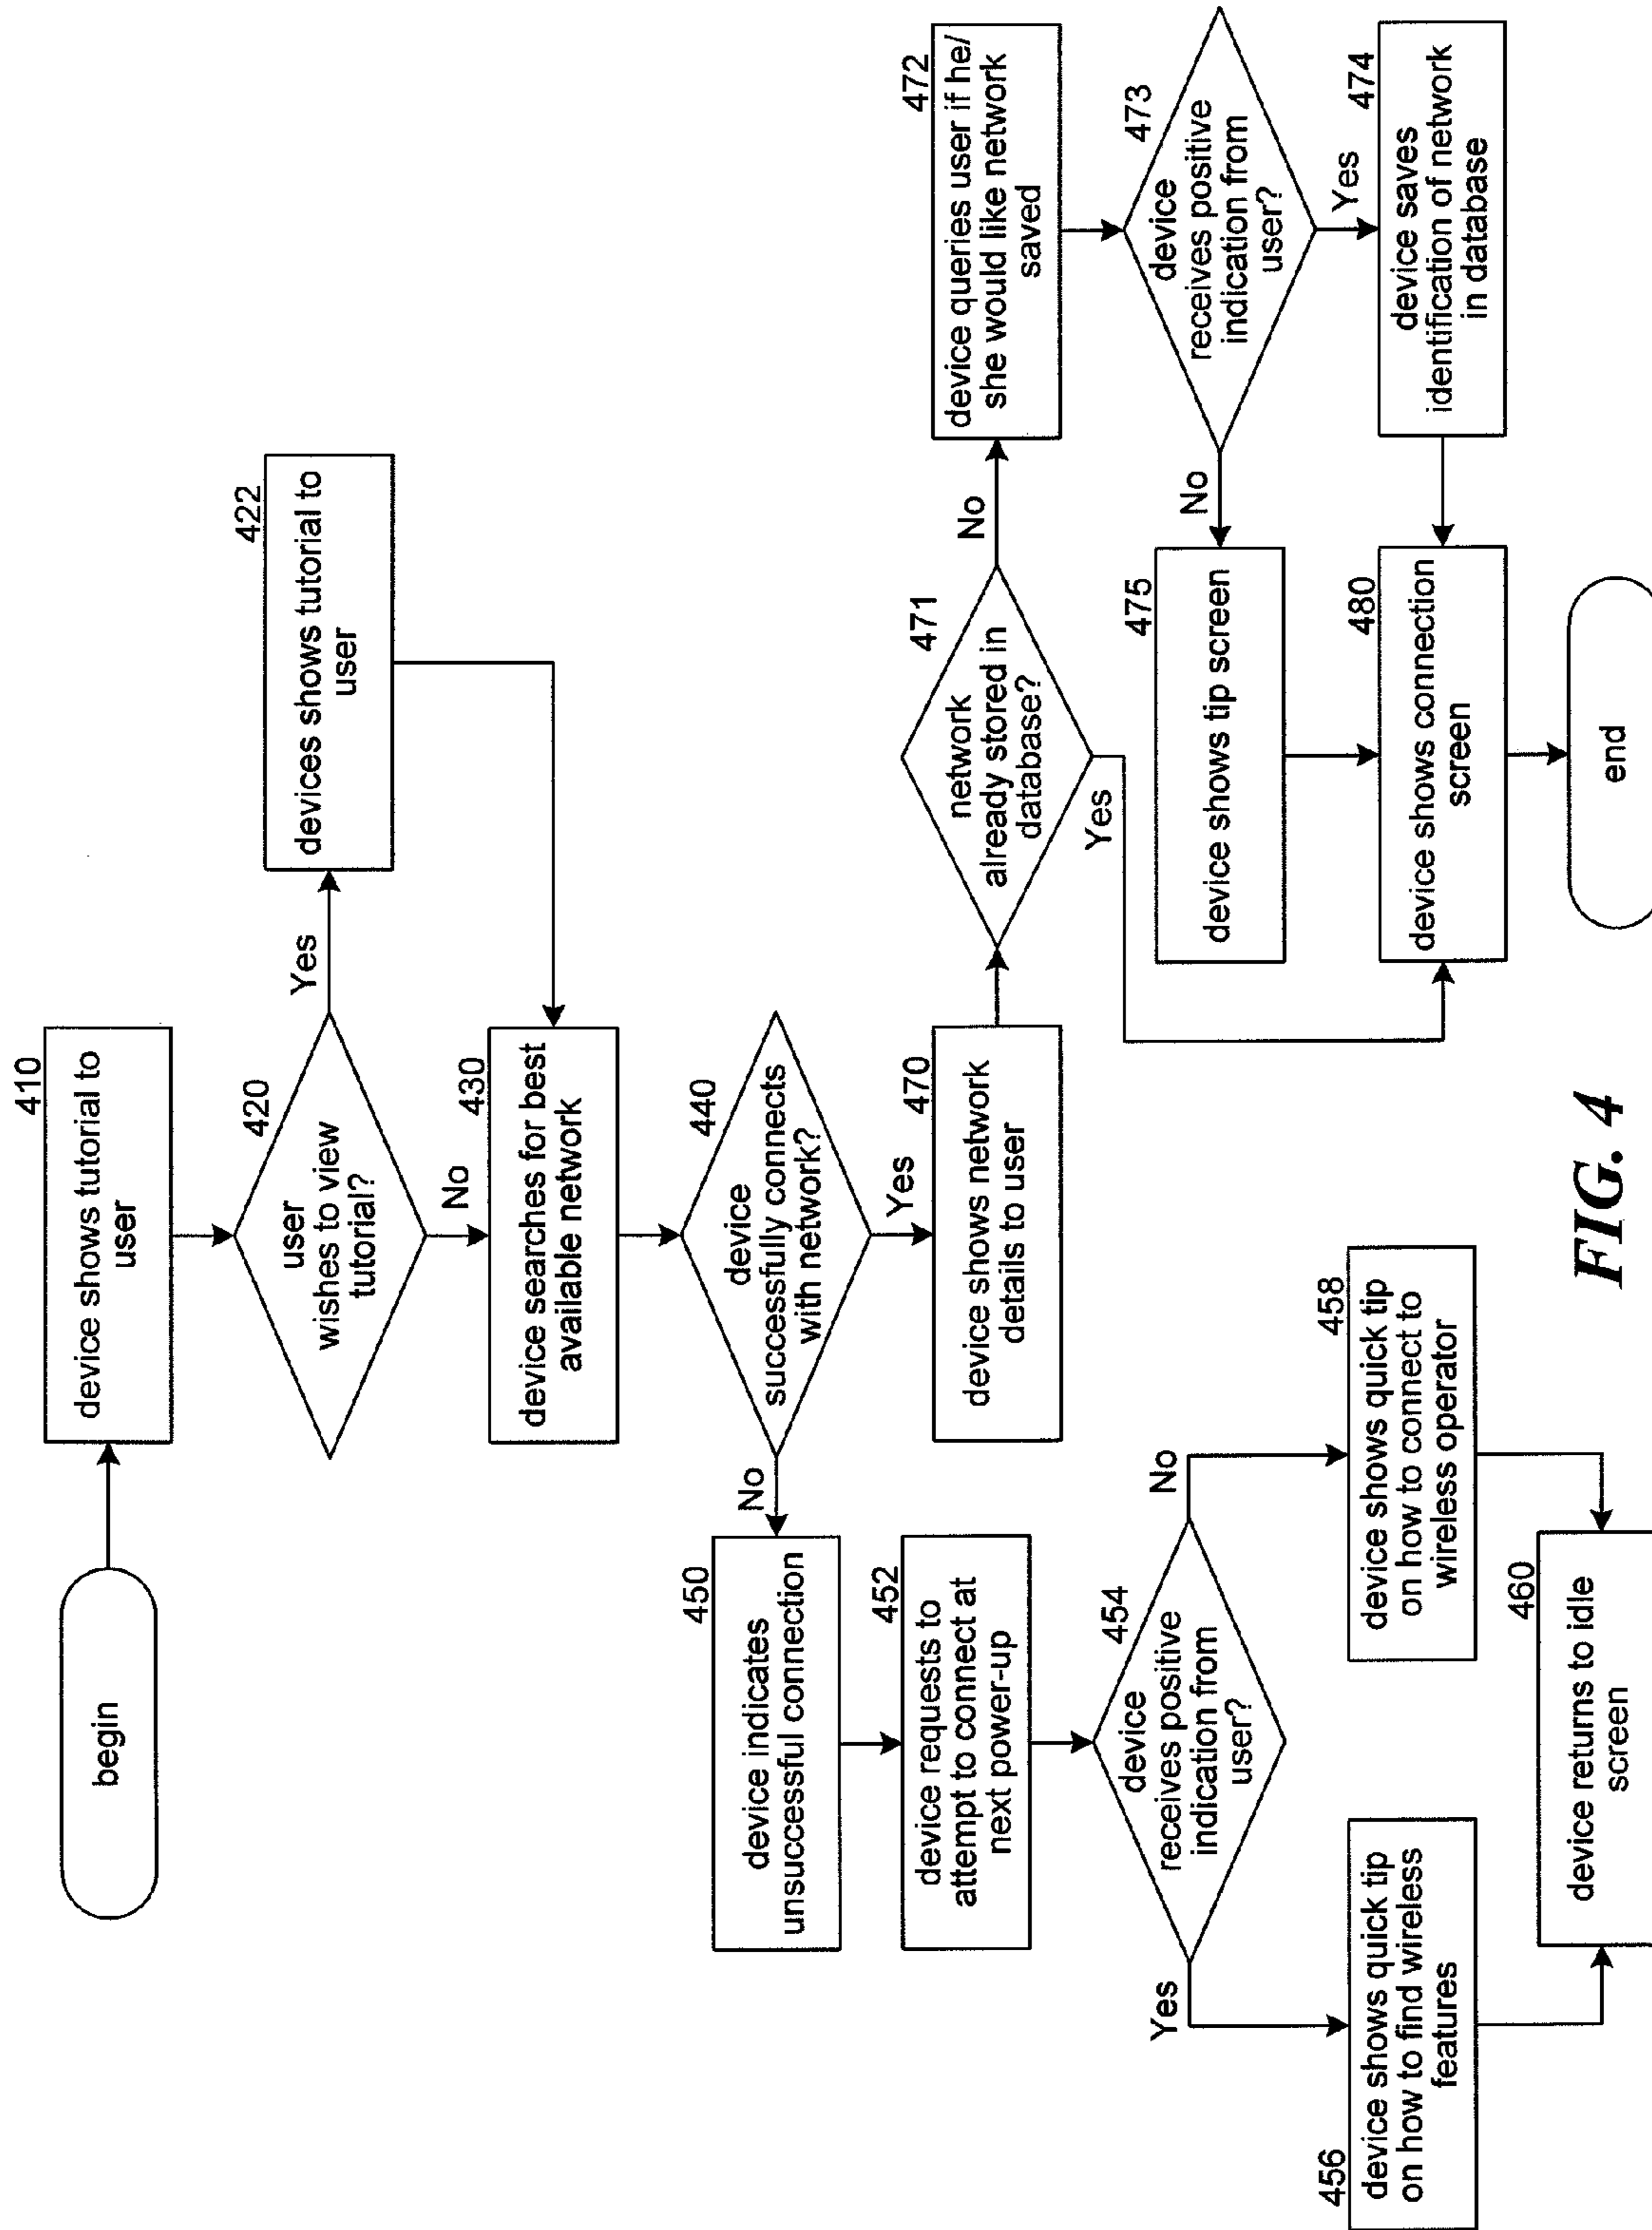 begin
410
device shows tutorial to
user
420
user
wishes to view
tutorial?
Yes
422
devices shows tutorial to
user
No
430
device searches for best
available network
440
device
successfully connects
with network?
No
450
device indicates
unsuccessful connection
452
device requests to
attempt to connect at
next power-up
454
device
receives positive
indication from
user?
Yes
456
device shows quick tip
on how to find wireless
features
No
458
device shows quick tip
on how to connect to
wireless operator
460
device returns to idle
screen
Yes
470
device shows network
details to user
471
network
already stored in
database?
No
472
device queries user if he/
she would like network
saved
473
device
receives positive
indication from
user?
Yes
474
device saves
identification of network
in database
No
475
device shows tip screen
Yes
480
device shows connection
screen
end
FIG. 4